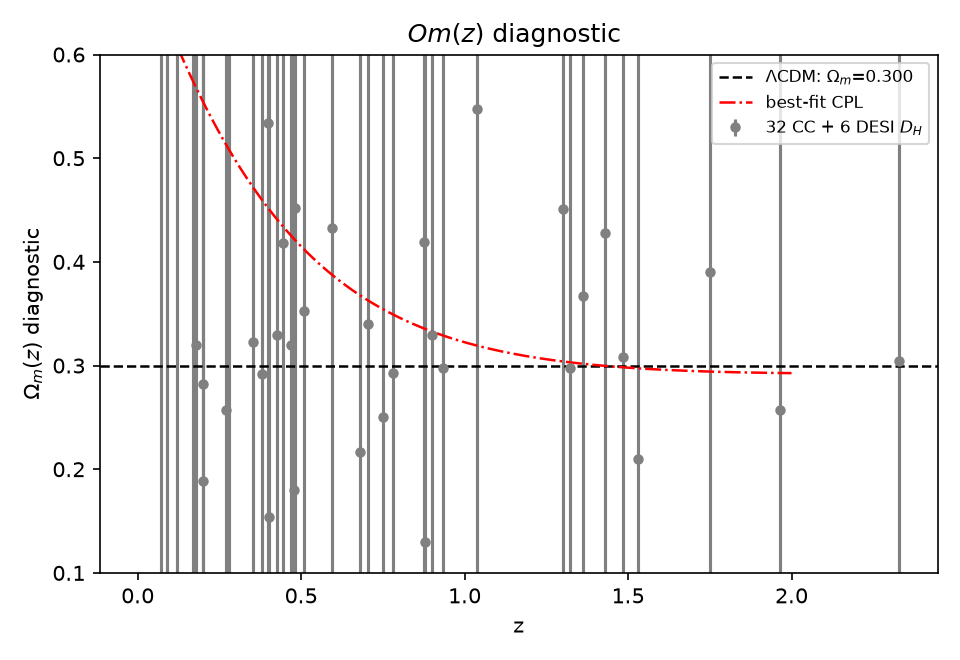 Om(z) diagnostic
ΛCDM: Ωₘ=0.300
best-fit CPL
32 CC + 6 DESI D_H
Ωₘ(z) diagnostic
0.6
0.5
0.4
0.3
0.2
0.1
0.0 0.5 1.0 1.5 2.0
z